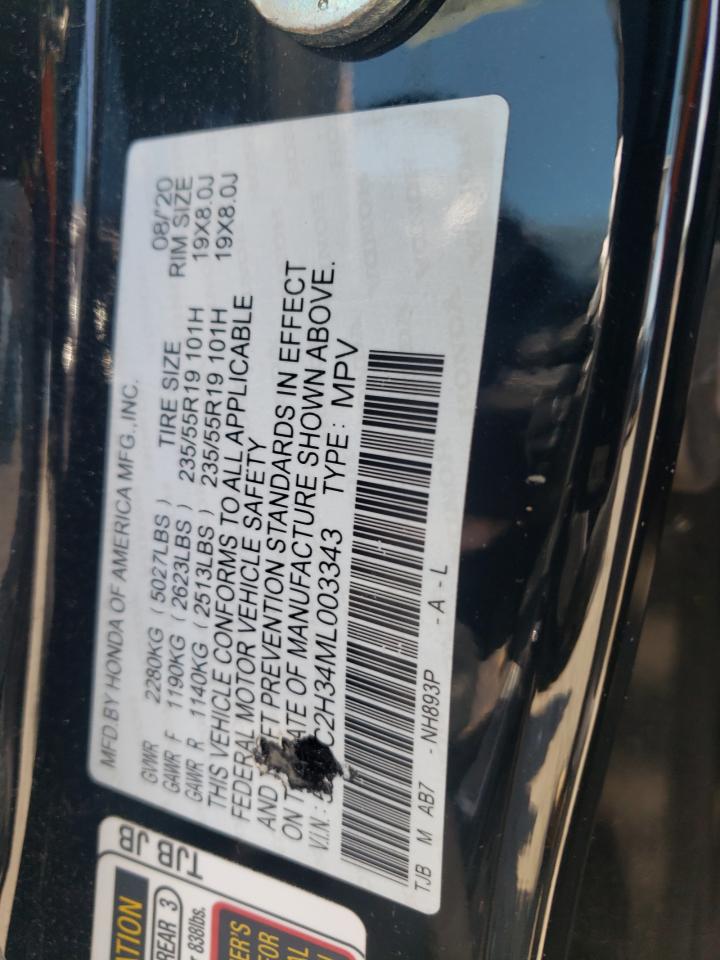 MFD.BY HONDA OF AMERICA MFG.,INC. 08/'20
GVWR 2280KG ( 5027LBS ) TIRE SIZE RIM SIZE
GAWR F 1190KG ( 2623LBS ) 235/55R19 101H 19X8.0J
GAWR R 1140KG ( 2513LBS ) 235/55R19 101H 19X8.0J
THIS VEHICLE CONFORMS TO ALL APPLICABLE
FEDERAL MOTOR VEHICLE SAFETY
AND PREVENTION STANDARDS IN EFFECT
ON OF MANUFACTURE SHOWN ABOVE.
V.I.N.: C2H34ML003343 TYPE : MPV
TJB M AB7 - NH893P - A - L
TJB JB
REAR 3
838lbs.